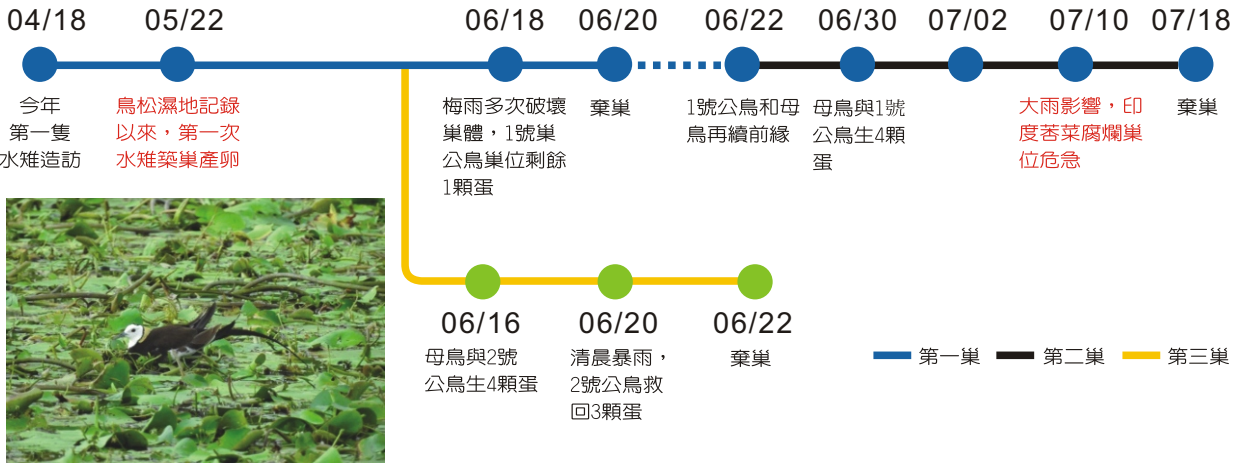 04/18
05/22
06/18
06/20
06/22
06/30
07/02
07/10
07/18
今年
第一隻
水雉造訪
鳥松濕地記錄
以來，第一次
水雉築巢產卵
梅雨多次破壞
巢體，1號巢
公鳥巢位剩餘
1顆蛋
棄巢
1號公鳥和母
鳥再續前緣
母鳥與1號
公鳥生4顆
蛋
大雨影響，印
度莕菜腐爛巢
位危急
棄巢
06/16
06/20
06/22
母鳥與2號
公鳥生4顆蛋
清晨暴雨，
2號公鳥救
回3顆蛋
棄巢
第一巢
第二巢
第三巢